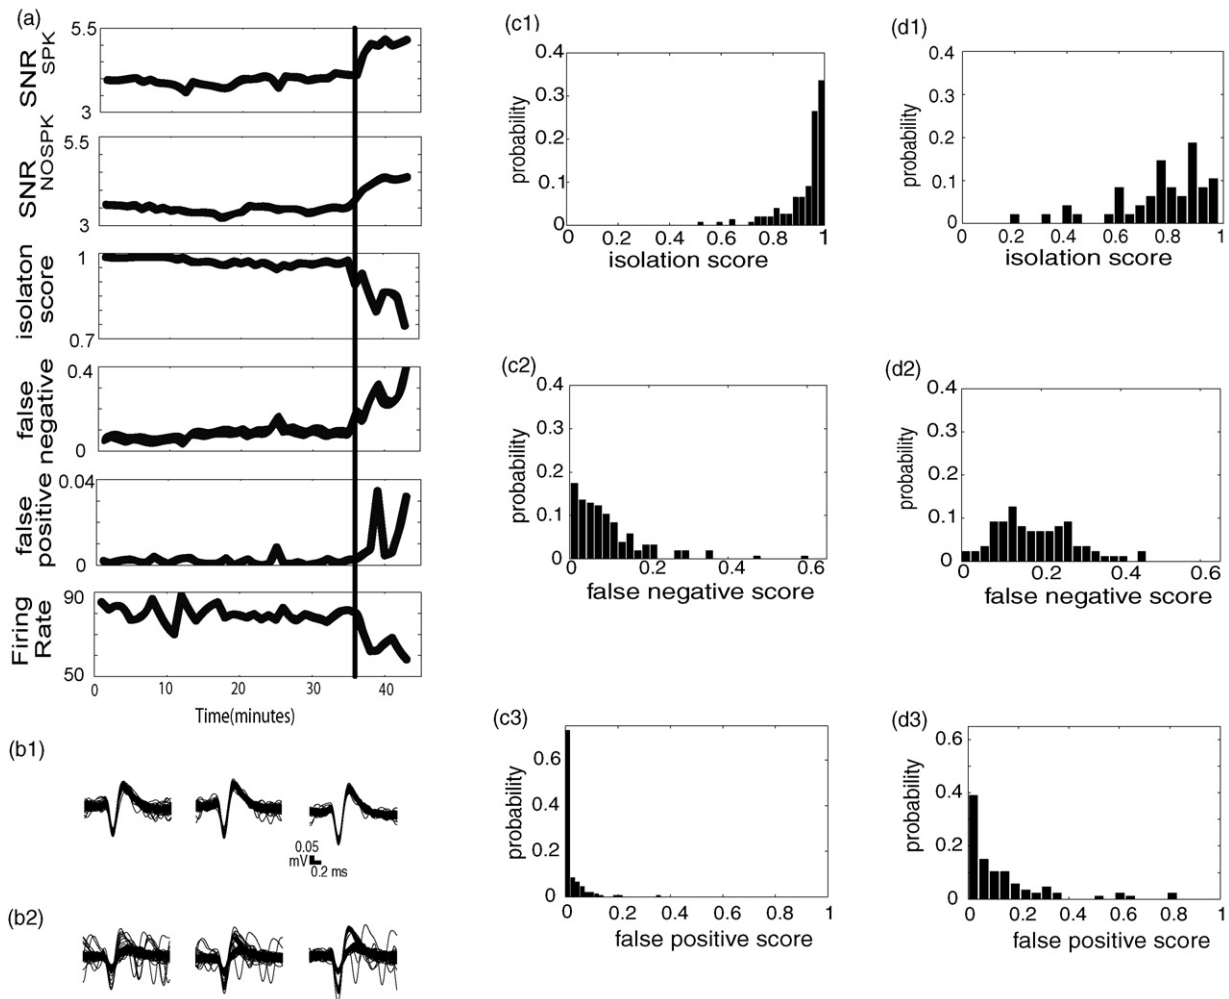 (a)
5.5
SNR SPK
3
5.5
SNR NOSPK
3
1
isolaton
score
0.7
0.4
false
negative
0
0.04
false
positive
0
90
Firing
Rate
50
0 10 20 30 40
Time(minutes)
(b1)
0.05
mV
0.2 ms
(b2)
(c1)
0.4
0.3
0.2
0.1
0
probability
0 0.2 0.4 0.6 0.8 1
isolation score
(d1)
0.4
0.3
0.2
0.1
0
probability
0 0.2 0.4 0.6 0.8 1
isolation score
(c2)
0.4
0.3
0.2
0.1
0
probability
0 0.2 0.4 0.6
false negative score
(d2)
0.4
0.3
0.2
0.1
0
probability
0 0.2 0.4 0.6
false negative score
(c3)
0.6
0.4
0.2
0
probability
0 0.2 0.4 0.6 0.8 1
false positive score
(d3)
0.6
0.4
0.2
0
probability
0 0.2 0.4 0.6 0.8 1
false positive score